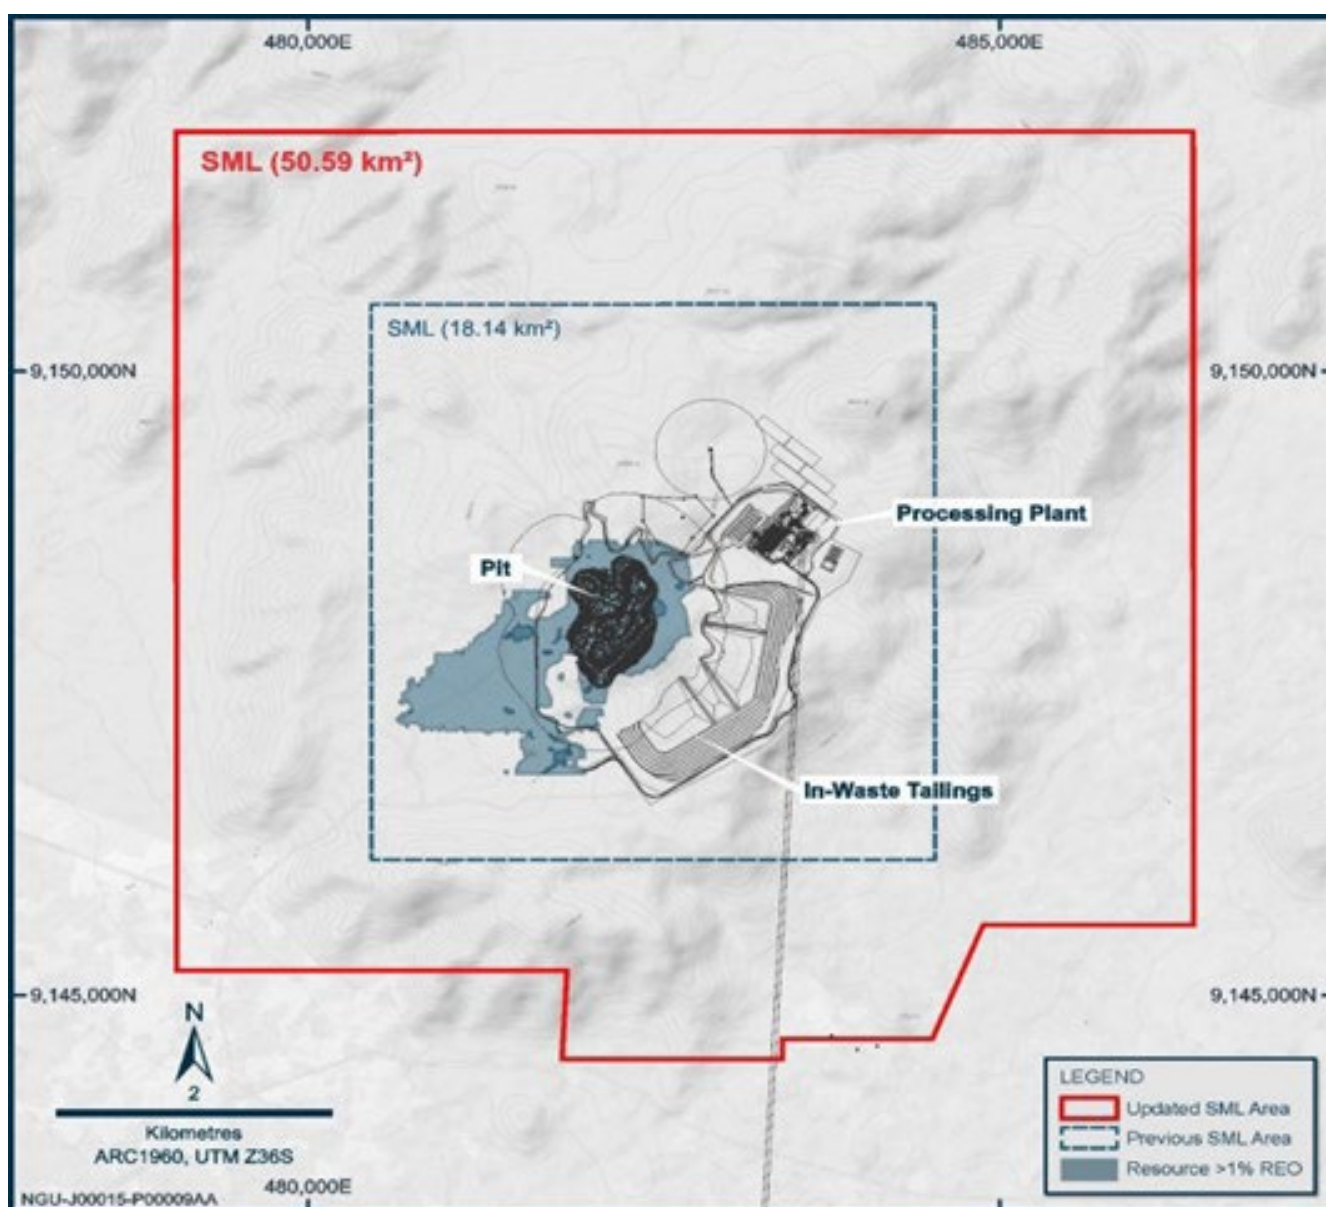 480,000E
485,000E
SML (50.59 km²)
SML (18.14 km²)
9,150,000N
9,150,000N
Processing Plant
Pit
In-Waste Tailings
9,145,000N
9,145,000N
N
2
Kilometres
ARC1960, UTM Z36S
480,000E
NGU-J00015-P00009AA
LEGEND
Updated SML Area
Previous SML Area
Resource >1% REO